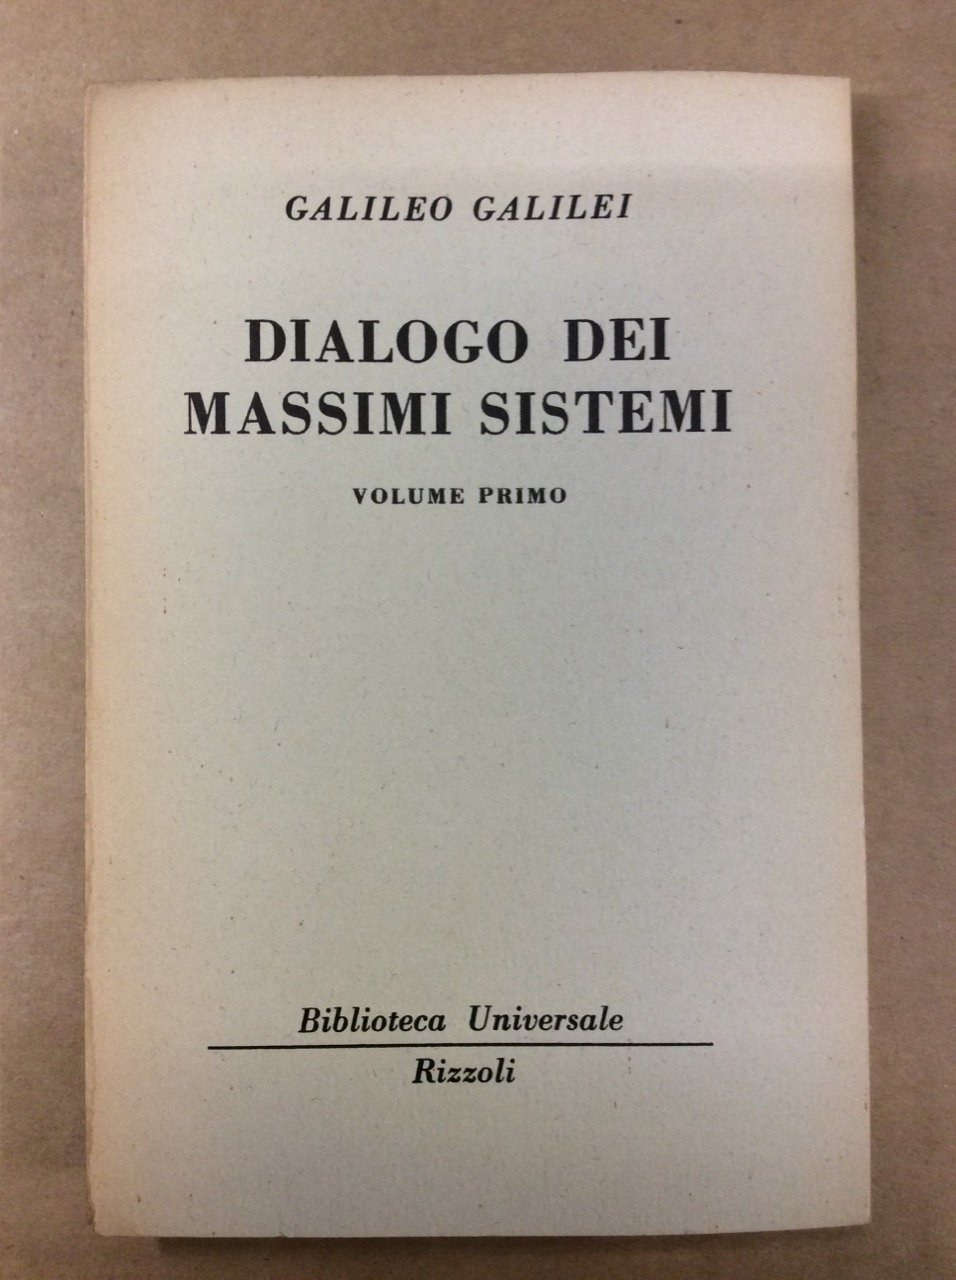 GALILEO GALILEI
DIALOGO DEI
MASSIMI SISTEMI
VOLUME PRIMO
Biblioteca Universale
Rizzoli